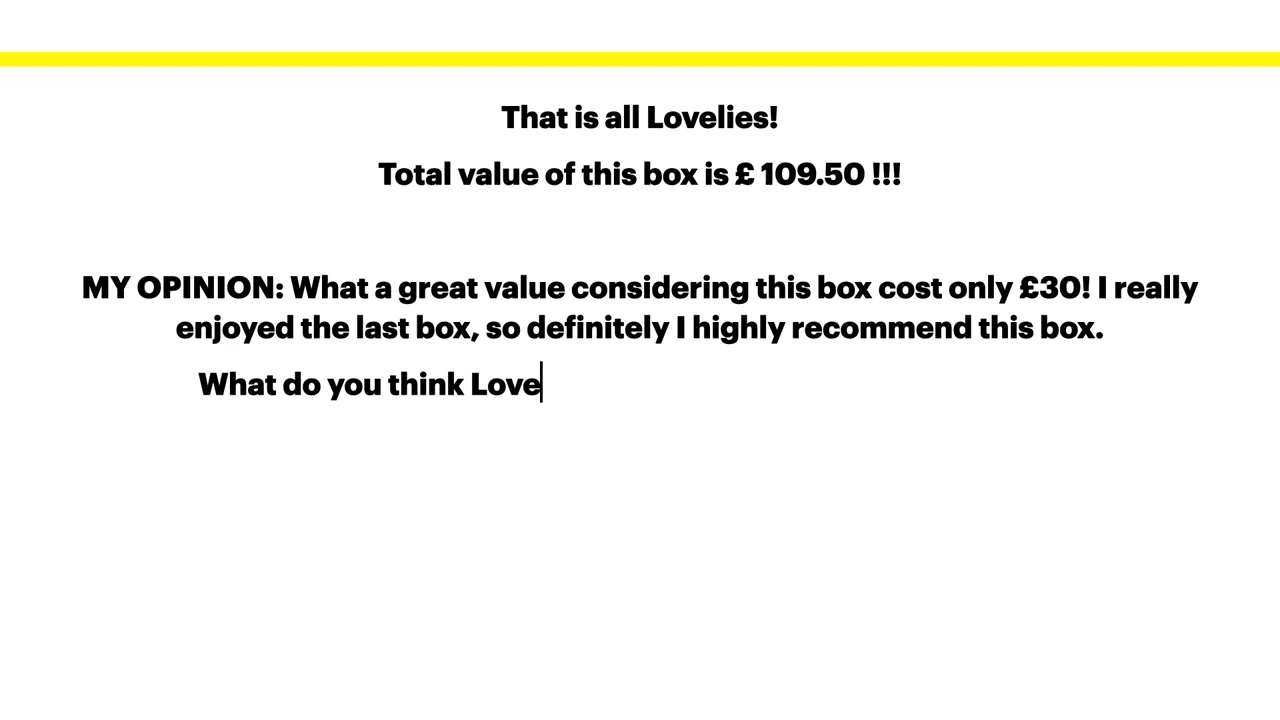 That is all Lovelies!
Total value of this box is £ 109.50 !!!
MY OPINION: What a great value considering this box cost only £30! I really
enjoyed the last box, so definitely I highly recommend this box.
What do you think Love